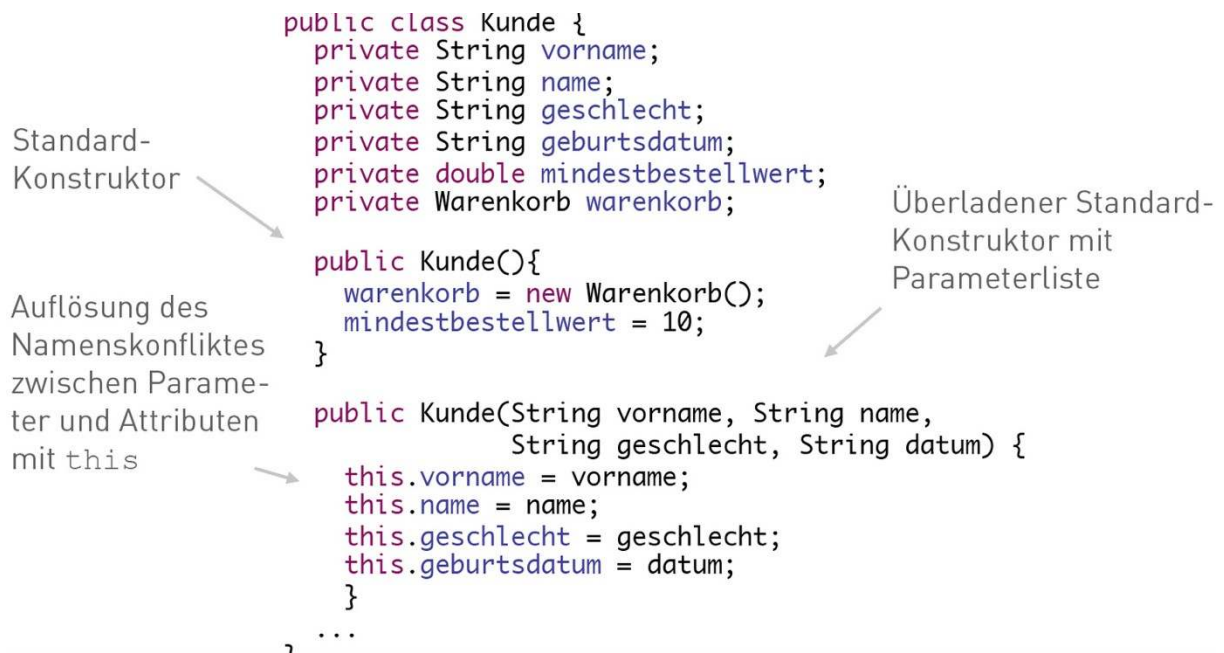 public class Kunde {
private String vorname;
private String name;
private String geschlecht;
private String geburtsdatum;
private double mindestbestellwert;
private Warenkorb warenkorb;
Standard-
Konstruktor
Überladener Standard-
Konstruktor mit
Parameterliste
public Kunde(){
warenkorb = new Warenkorb();
mindestbestellwert = 10;
}
Auflösung des
Namenskonfliktes
zwischen Parame-
ter und Attributen
mit this
public Kunde(String vorname, String name,
String geschlecht, String datum) {
this.vorname = vorname;
this.name = name;
this.geschlecht = geschlecht;
this.geburtsdatum = datum;
}
...
}